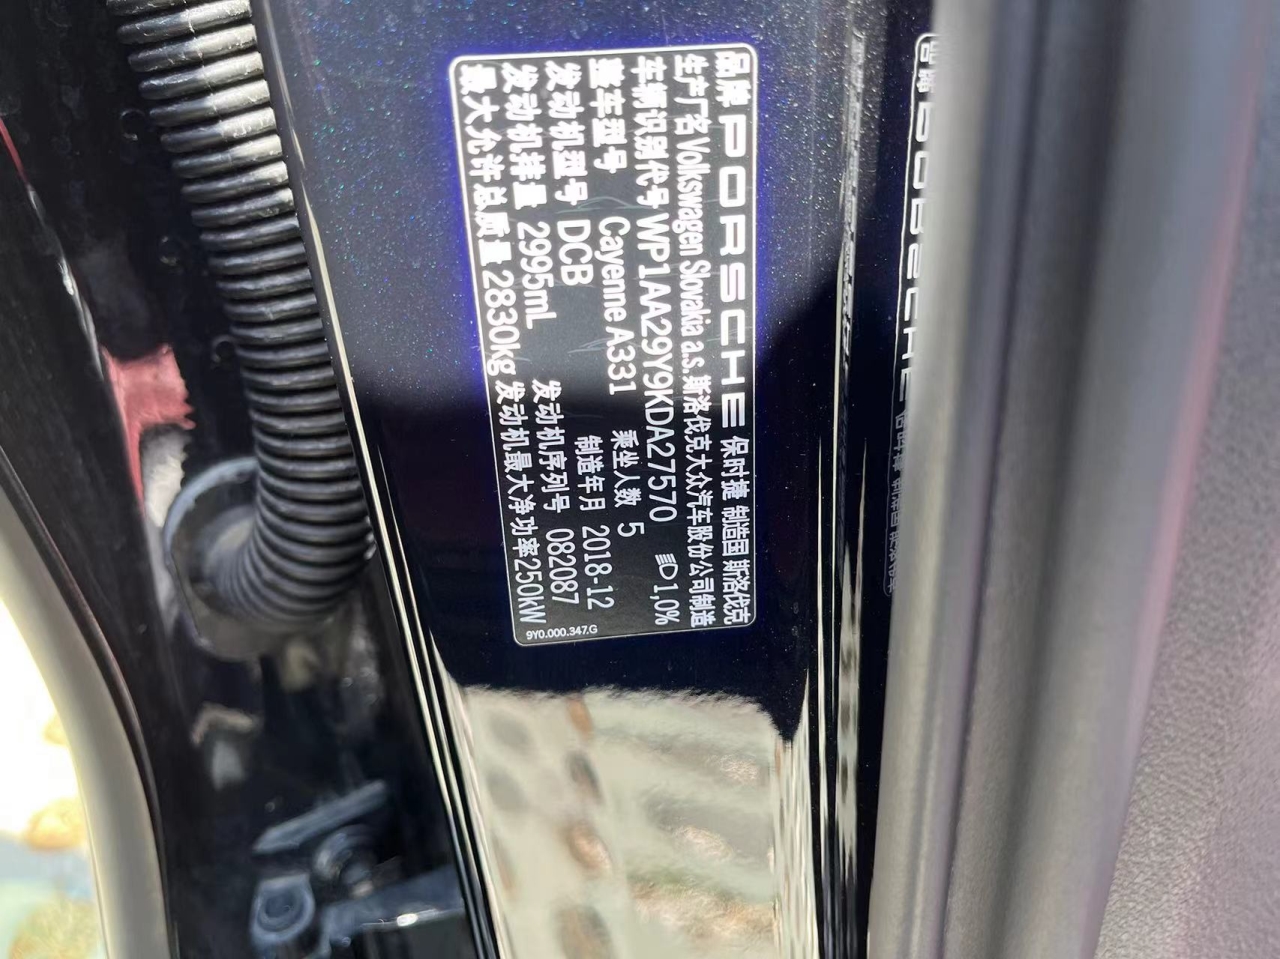 品牌 PORSCHE 保时捷 制造国 斯洛伐克
生产厂名 Volkswagen Slovakia a.s.斯洛伐克大众汽车股份公司制造
车辆识别代号 WP1AA29Y9KDA27570 1,0%
整车型号 Cayenne A331 乘坐人数 5
发动机型号 DCB 制造年月 2018-12
发动机排量 2995mL 发动机序列号 082087
最大允许总质量 2830kg 发动机最大净功率250kW
9Y0.000.347.G